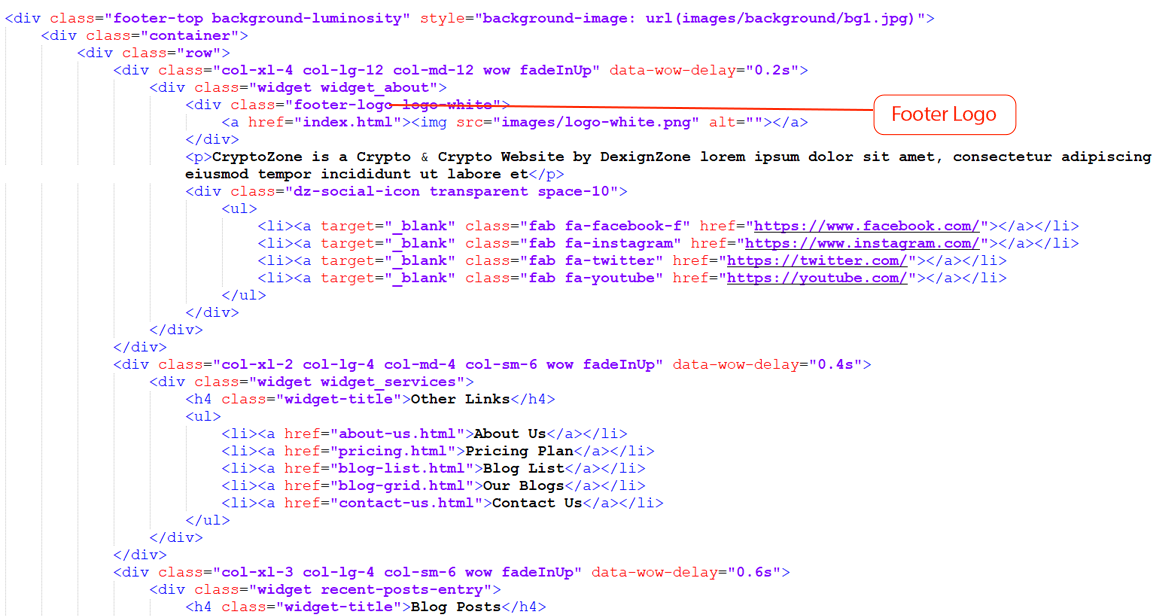 <div class="footer-top background-luminosity" style="background-image: url(images/background/bg1.jpg)">
<div class="container">
<div class="row">
<div class="col-xl-4 col-lg-12 col-md-12 wow fadeInUp" data-wow-delay="0.2s">
<div class="widget widget_about">
<div class="footer-logo logo-white">
Footer Logo
<a href="index.html"><img src="images/logo-white.png" alt=""></a>
</div>
<p>CryptoZone is a Crypto & Crypto Website by DexignZone lorem ipsum dolor sit amet, consectetur adipiscing
eiusmod tempor incididunt ut labore et</p>
<div class="dz-social-icon transparent space-10">
<ul>
<li><a target="_blank" class="fab fa-facebook-f" href="https://www.facebook.com/"></a></li>
<li><a target="_blank" class="fab fa-instagram" href="https://www.instagram.com/"></a></li>
<li><a target="_blank" class="fab fa-twitter" href="https://twitter.com/"></a></li>
<li><a target="_blank" class="fab fa-youtube" href="https://youtube.com/"></a></li>
</ul>
</div>
</div>
</div>
<div class="col-xl-2 col-lg-4 col-md-4 col-sm-6 wow fadeInUp" data-wow-delay="0.4s">
<div class="widget widget_services">
<h4 class="widget-title">Other Links</h4>
<ul>
<li><a href="about-us.html">About Us</a></li>
<li><a href="pricing.html">Pricing Plan</a></li>
<li><a href="blog-list.html">Blog List</a></li>
<li><a href="blog-grid.html">Our Blogs</a></li>
<li><a href="contact-us.html">Contact Us</a></li>
</ul>
</div>
</div>
<div class="col-xl-3 col-lg-4 col-sm-6 wow fadeInUp" data-wow-delay="0.6s">
<div class="widget recent-posts-entry">
<h4 class="widget-title">Blog Posts</h4>